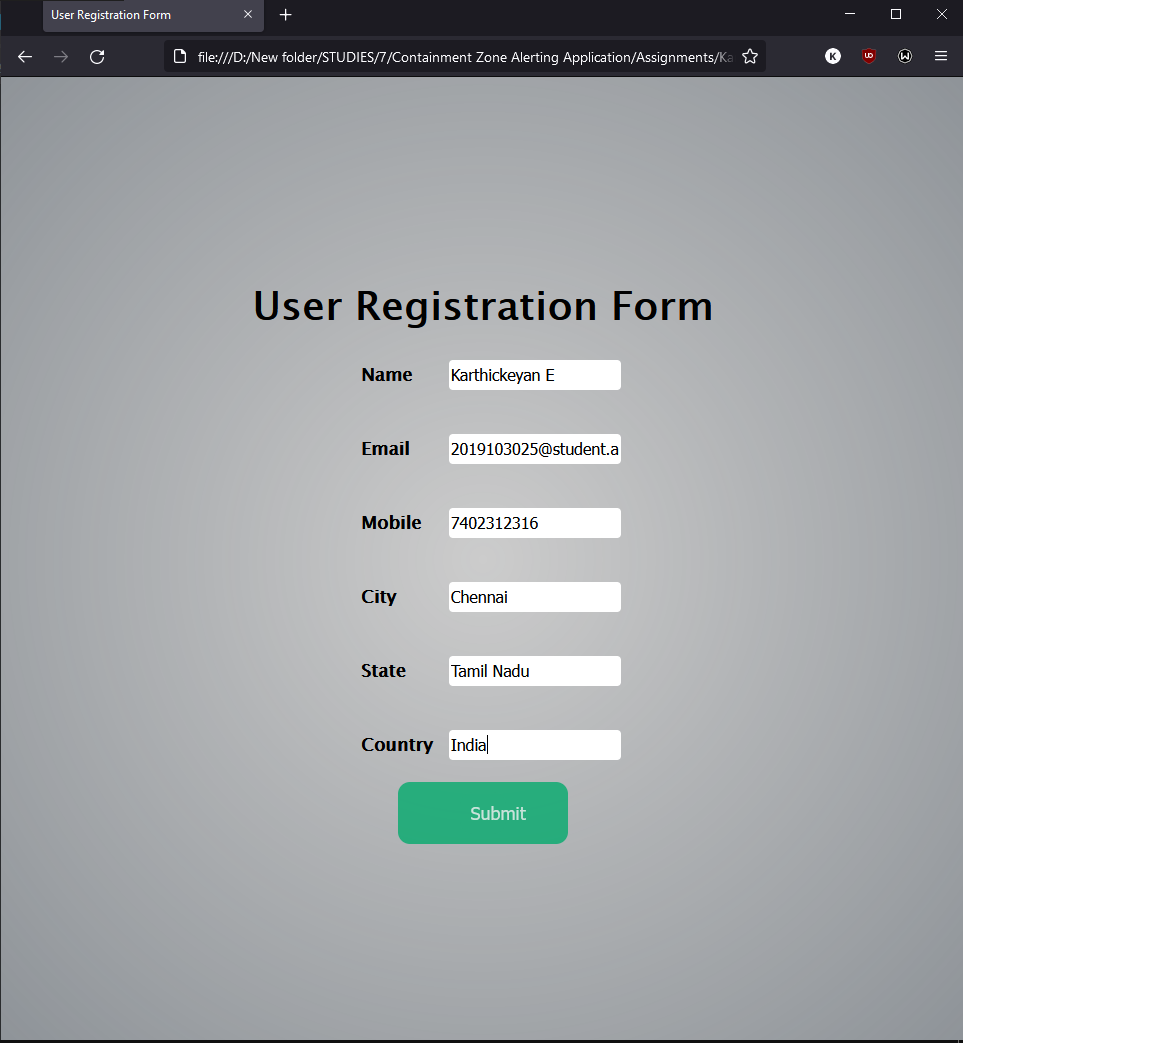 User Registration Form
file:///D:/New folder/STUDIES/7/Containment Zone Alerting Application/Assignments/Ka
K
UO
W
User Registration Form
Name Karthickeyan E
Email 2019103025@student.a
Mobile 7402312316
City Chennai
State Tamil Nadu
Country India
Submit